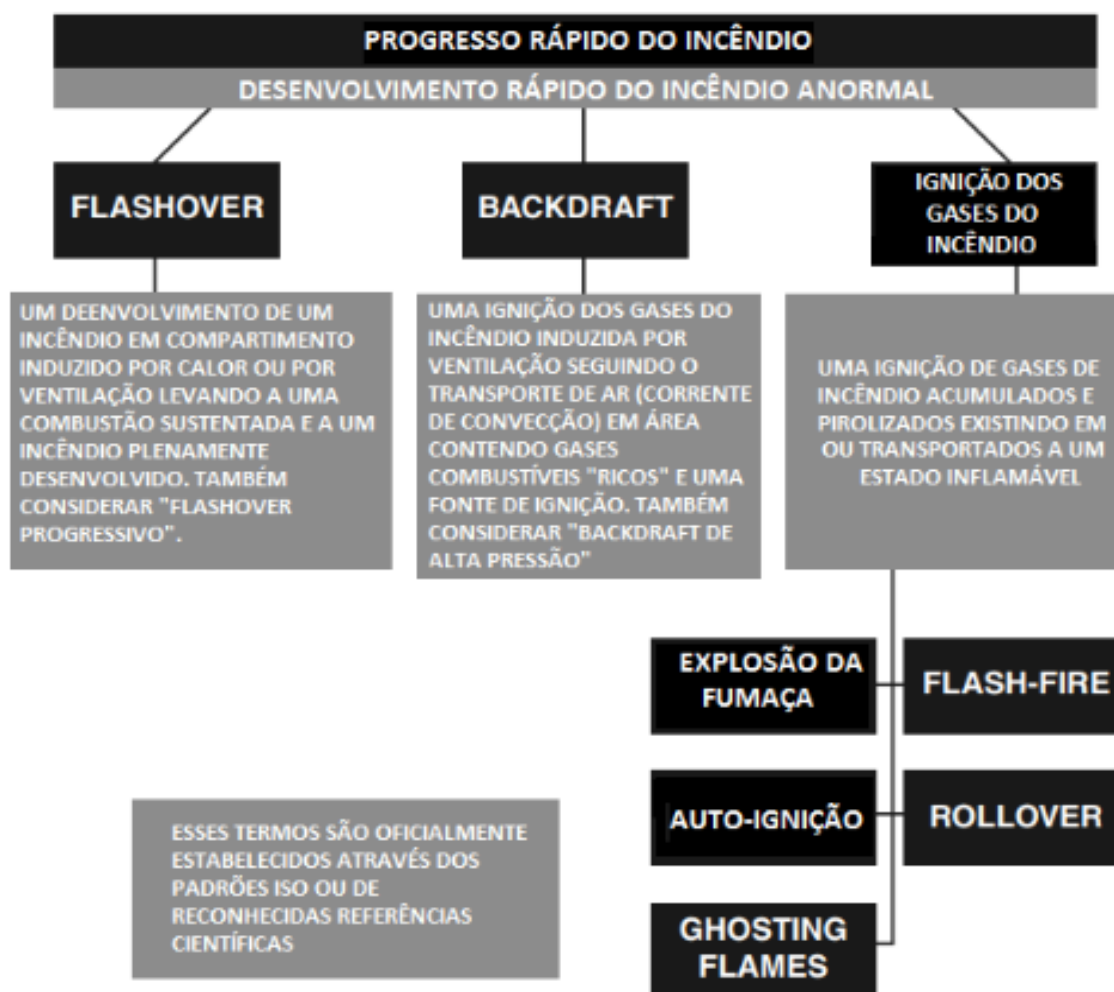 PROGRESSO RÁPIDO DO INCÊNDIO
DESENVOLVIMENTO RÁPIDO DO INCÊNDIO ANORMAL
FLASHOVER
UM DEENVOLVIMENTO DE UM
INCÊNDIO EM COMPARTIMENTO
INDUZIDO POR CALOR OU POR
VENTILAÇÃO LEVANDO A UMA
COMBUSTÃO SUSTENTADA E A UM
INCÊNDIO PLENAMENTE
DESENVOLVIDO. TAMBÉM
CONSIDERAR "FLASHOVER
PROGRESSIVO".
BACKDRAFT
UMA IGNIÇÃO DOS GASES DO
INCÊNDIO INDUZIDA POR
VENTILAÇÃO SEGUINDO O
TRANSPORTE DE AR (CORRENTE
DE CONVECÇÃO) EM ÁREA
CONTENDO GASES
COMBUSTÍVEIS "RICOS" E UMA
FONTE DE IGNIÇÃO. TAMBÉM
CONSIDERAR "BACKDRAFT DE
ALTA PRESSÃO"
IGNIÇÃO DOS
GASES DO
INCÊNDIO
UMA IGNIÇÃO DE GASES DE
INCÊNDIO ACUMULADOS E
PIROLIZADOS EXISTINDO EM
OU TRANSPORTADOS A UM
ESTADO INFLAMÁVEL
EXPLOSÃO DA
FUMAÇA
FLASH-FIRE
AUTO-IGNIÇÃO
ROLLOVER
GHOSTING
FLAMES
ESSES TERMOS SÃO OFICIALMENTE
ESTABELECIDOS ATRAVÉS DOS
PADRÕES ISO OU DE
RECONHECIDAS REFERÊNCIAS
CIENTÍFICAS